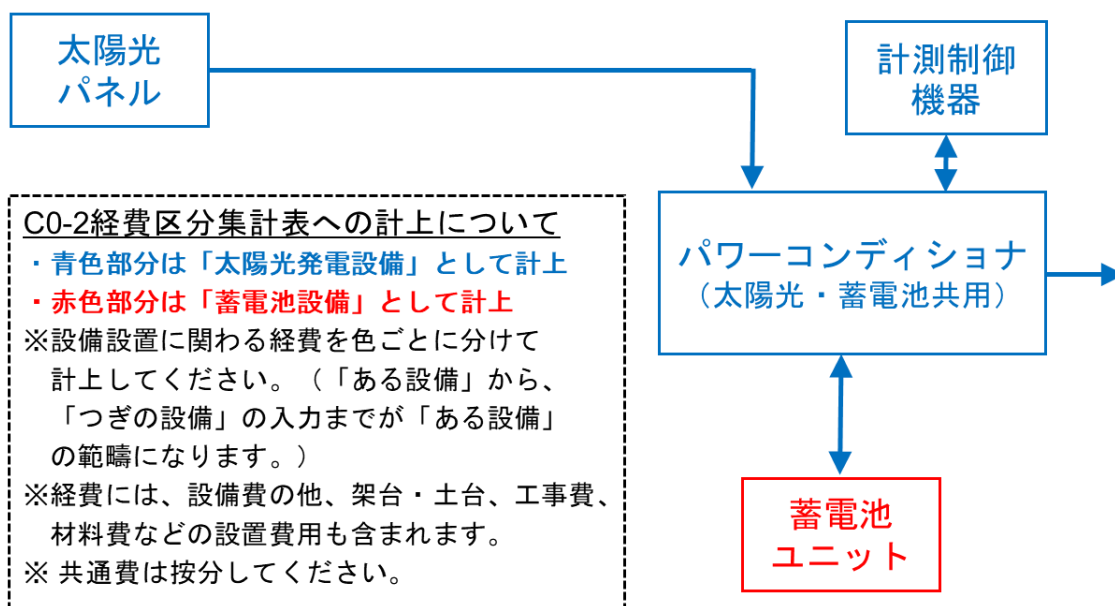 太陽光
パネル
計測制御
機器
C0-2経費区分集計表への計上について
・青色部分は「太陽光発電設備」として計上
・赤色部分は「蓄電池設備」として計上
※設備設置に関わる経費を色ごとに分けて
計上してください。（「ある設備」から、
「つぎの設備」の入力までが「ある設備」
の範疇になります。）
※経費には、設備費の他、架台・土台、工事費、
材料費などの設置費用も含まれます。
※ 共通費は按分してください。
パワーコンディショナ
（太陽光・蓄電池共用）
蓄電池
ユニット